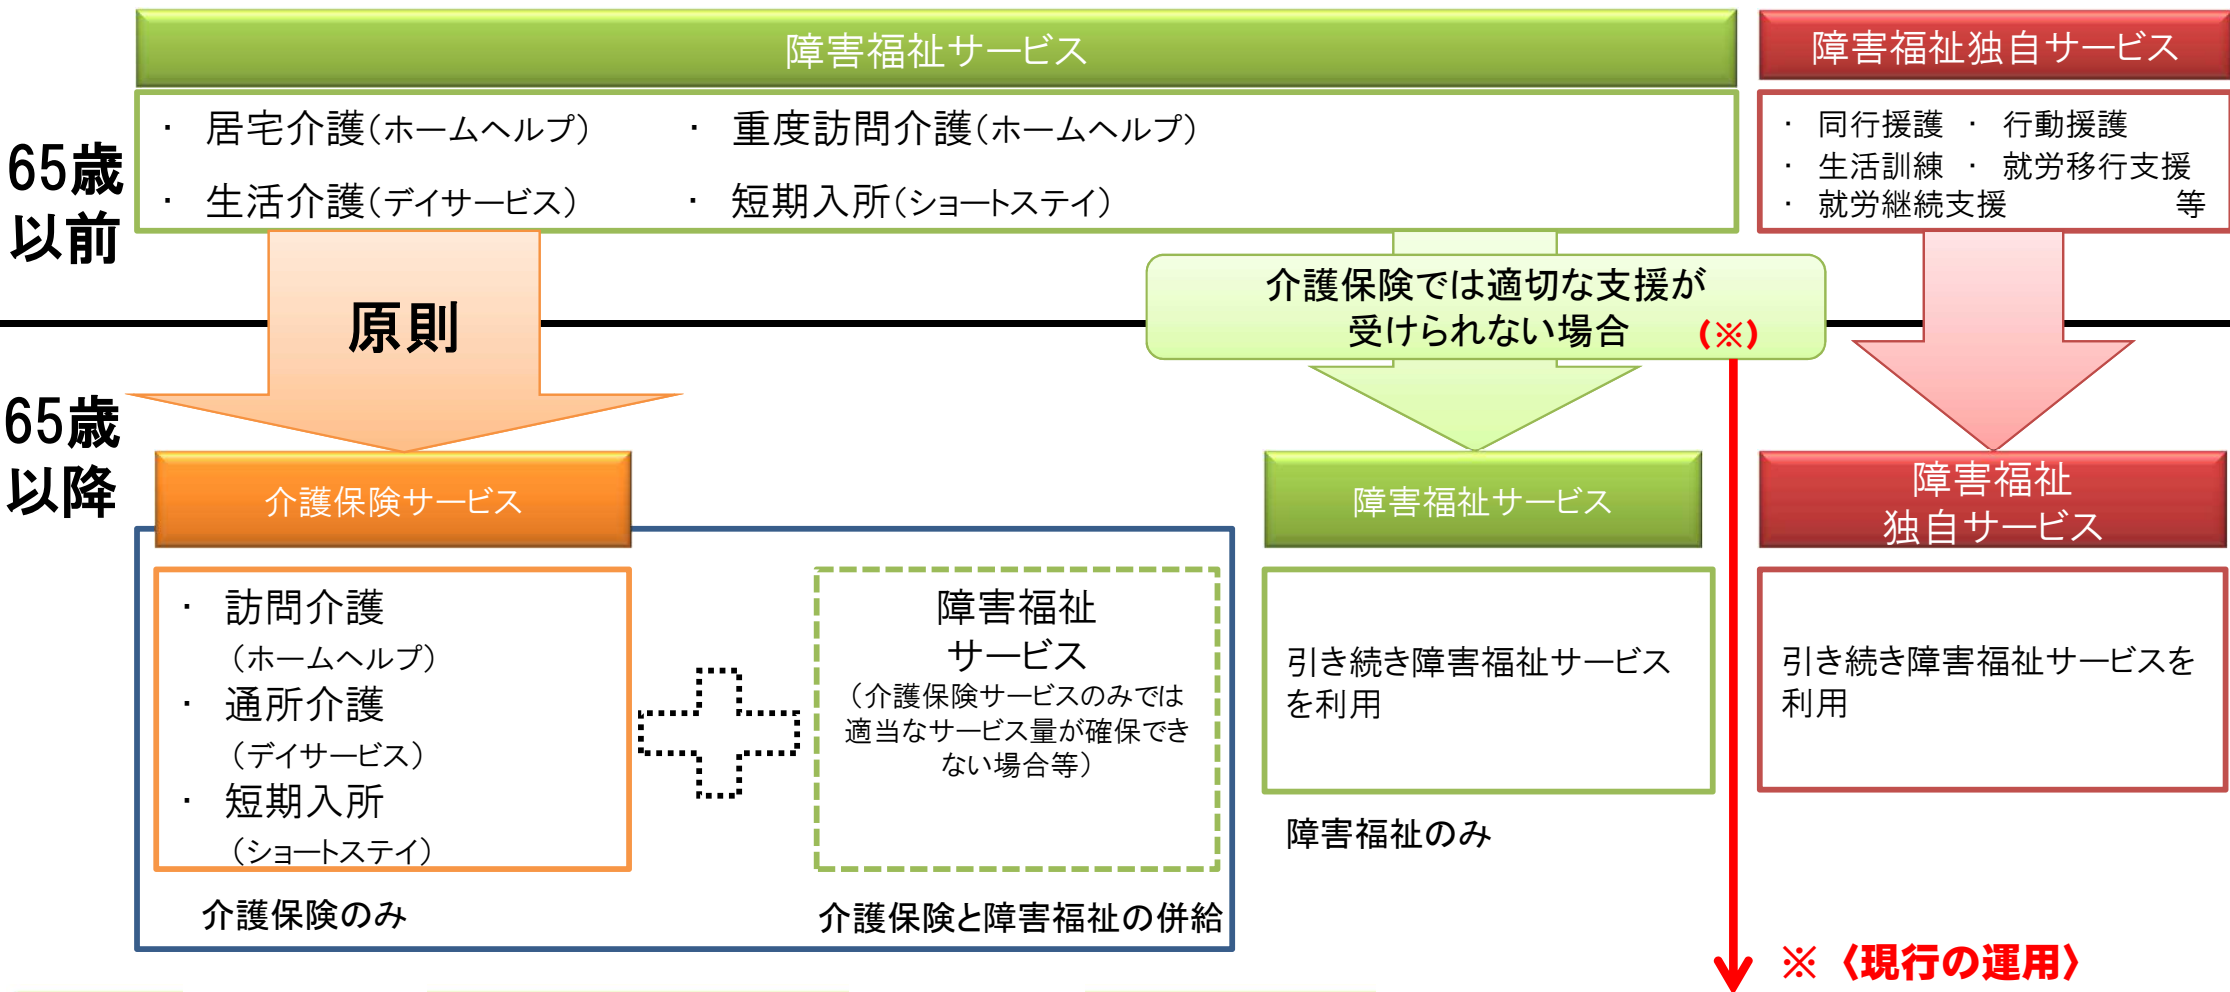 障害福祉サービス
障害福祉独自サービス
65歳
以前
・ 居宅介護(ホームヘルプ) ・ 重度訪問介護(ホームヘルプ)
・ 生活介護(デイサービス) ・ 短期入所(ショートステイ)
・ 同行援護 ・ 行動援護
・ 生活訓練 ・ 就労移行支援
・ 就労継続支援 等
原則
介護保険では適切な支援が
受けられない場合 (※)
65歳
以降
介護保険サービス
・ 訪問介護
(ホームヘルプ)
・ 通所介護
(デイサービス)
・ 短期入所
(ショートステイ)
介護保険のみ
障害福祉
サービス
(介護保険サービスのみでは
適当なサービス量が確保でき
ない場合等)
介護保険と障害福祉の併給
障害福祉サービス
引き続き障害福祉サービス
を利用
障害福祉のみ
障害福祉
独自サービス
引き続き障害福祉サービスを
利用
※〈現行の運用〉